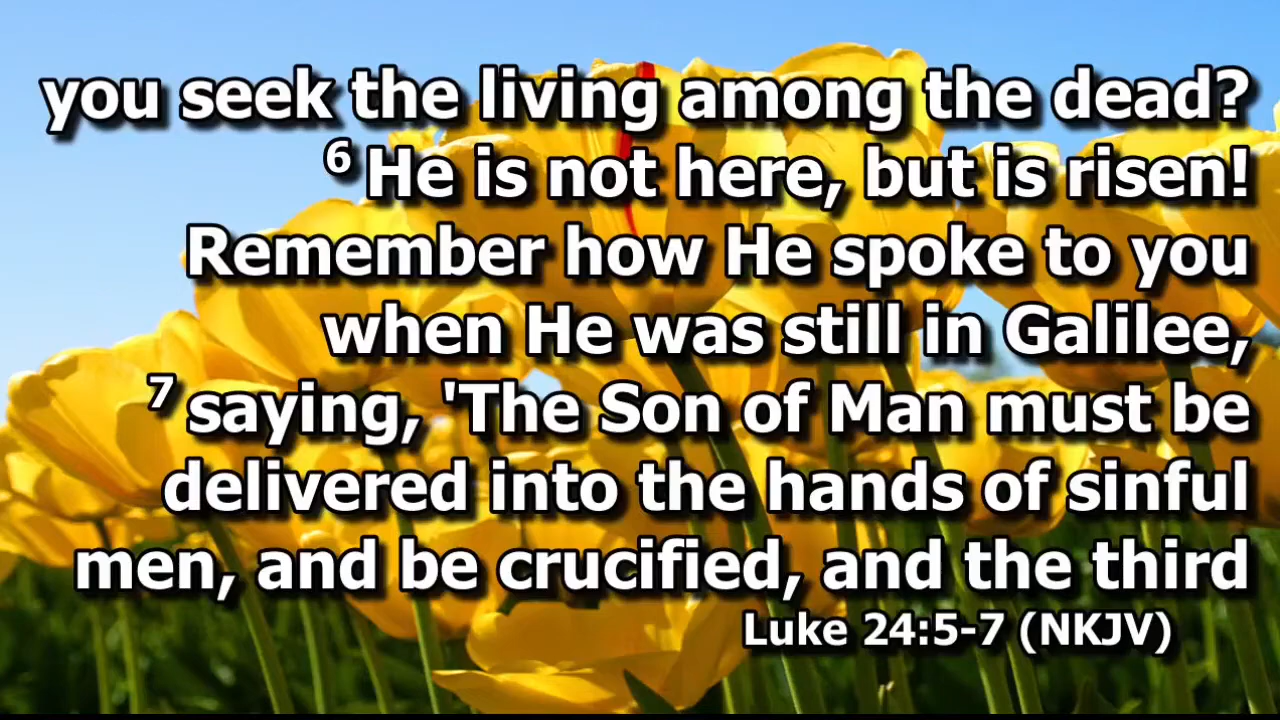 you seek the living among the dead?
6 He is not here, but is risen!
Remember how He spoke to you
when He was still in Galilee,
7 saying, 'The Son of Man must be
delivered into the hands of sinful
men, and be crucified, and the third
Luke 24:5-7 (NKJV)